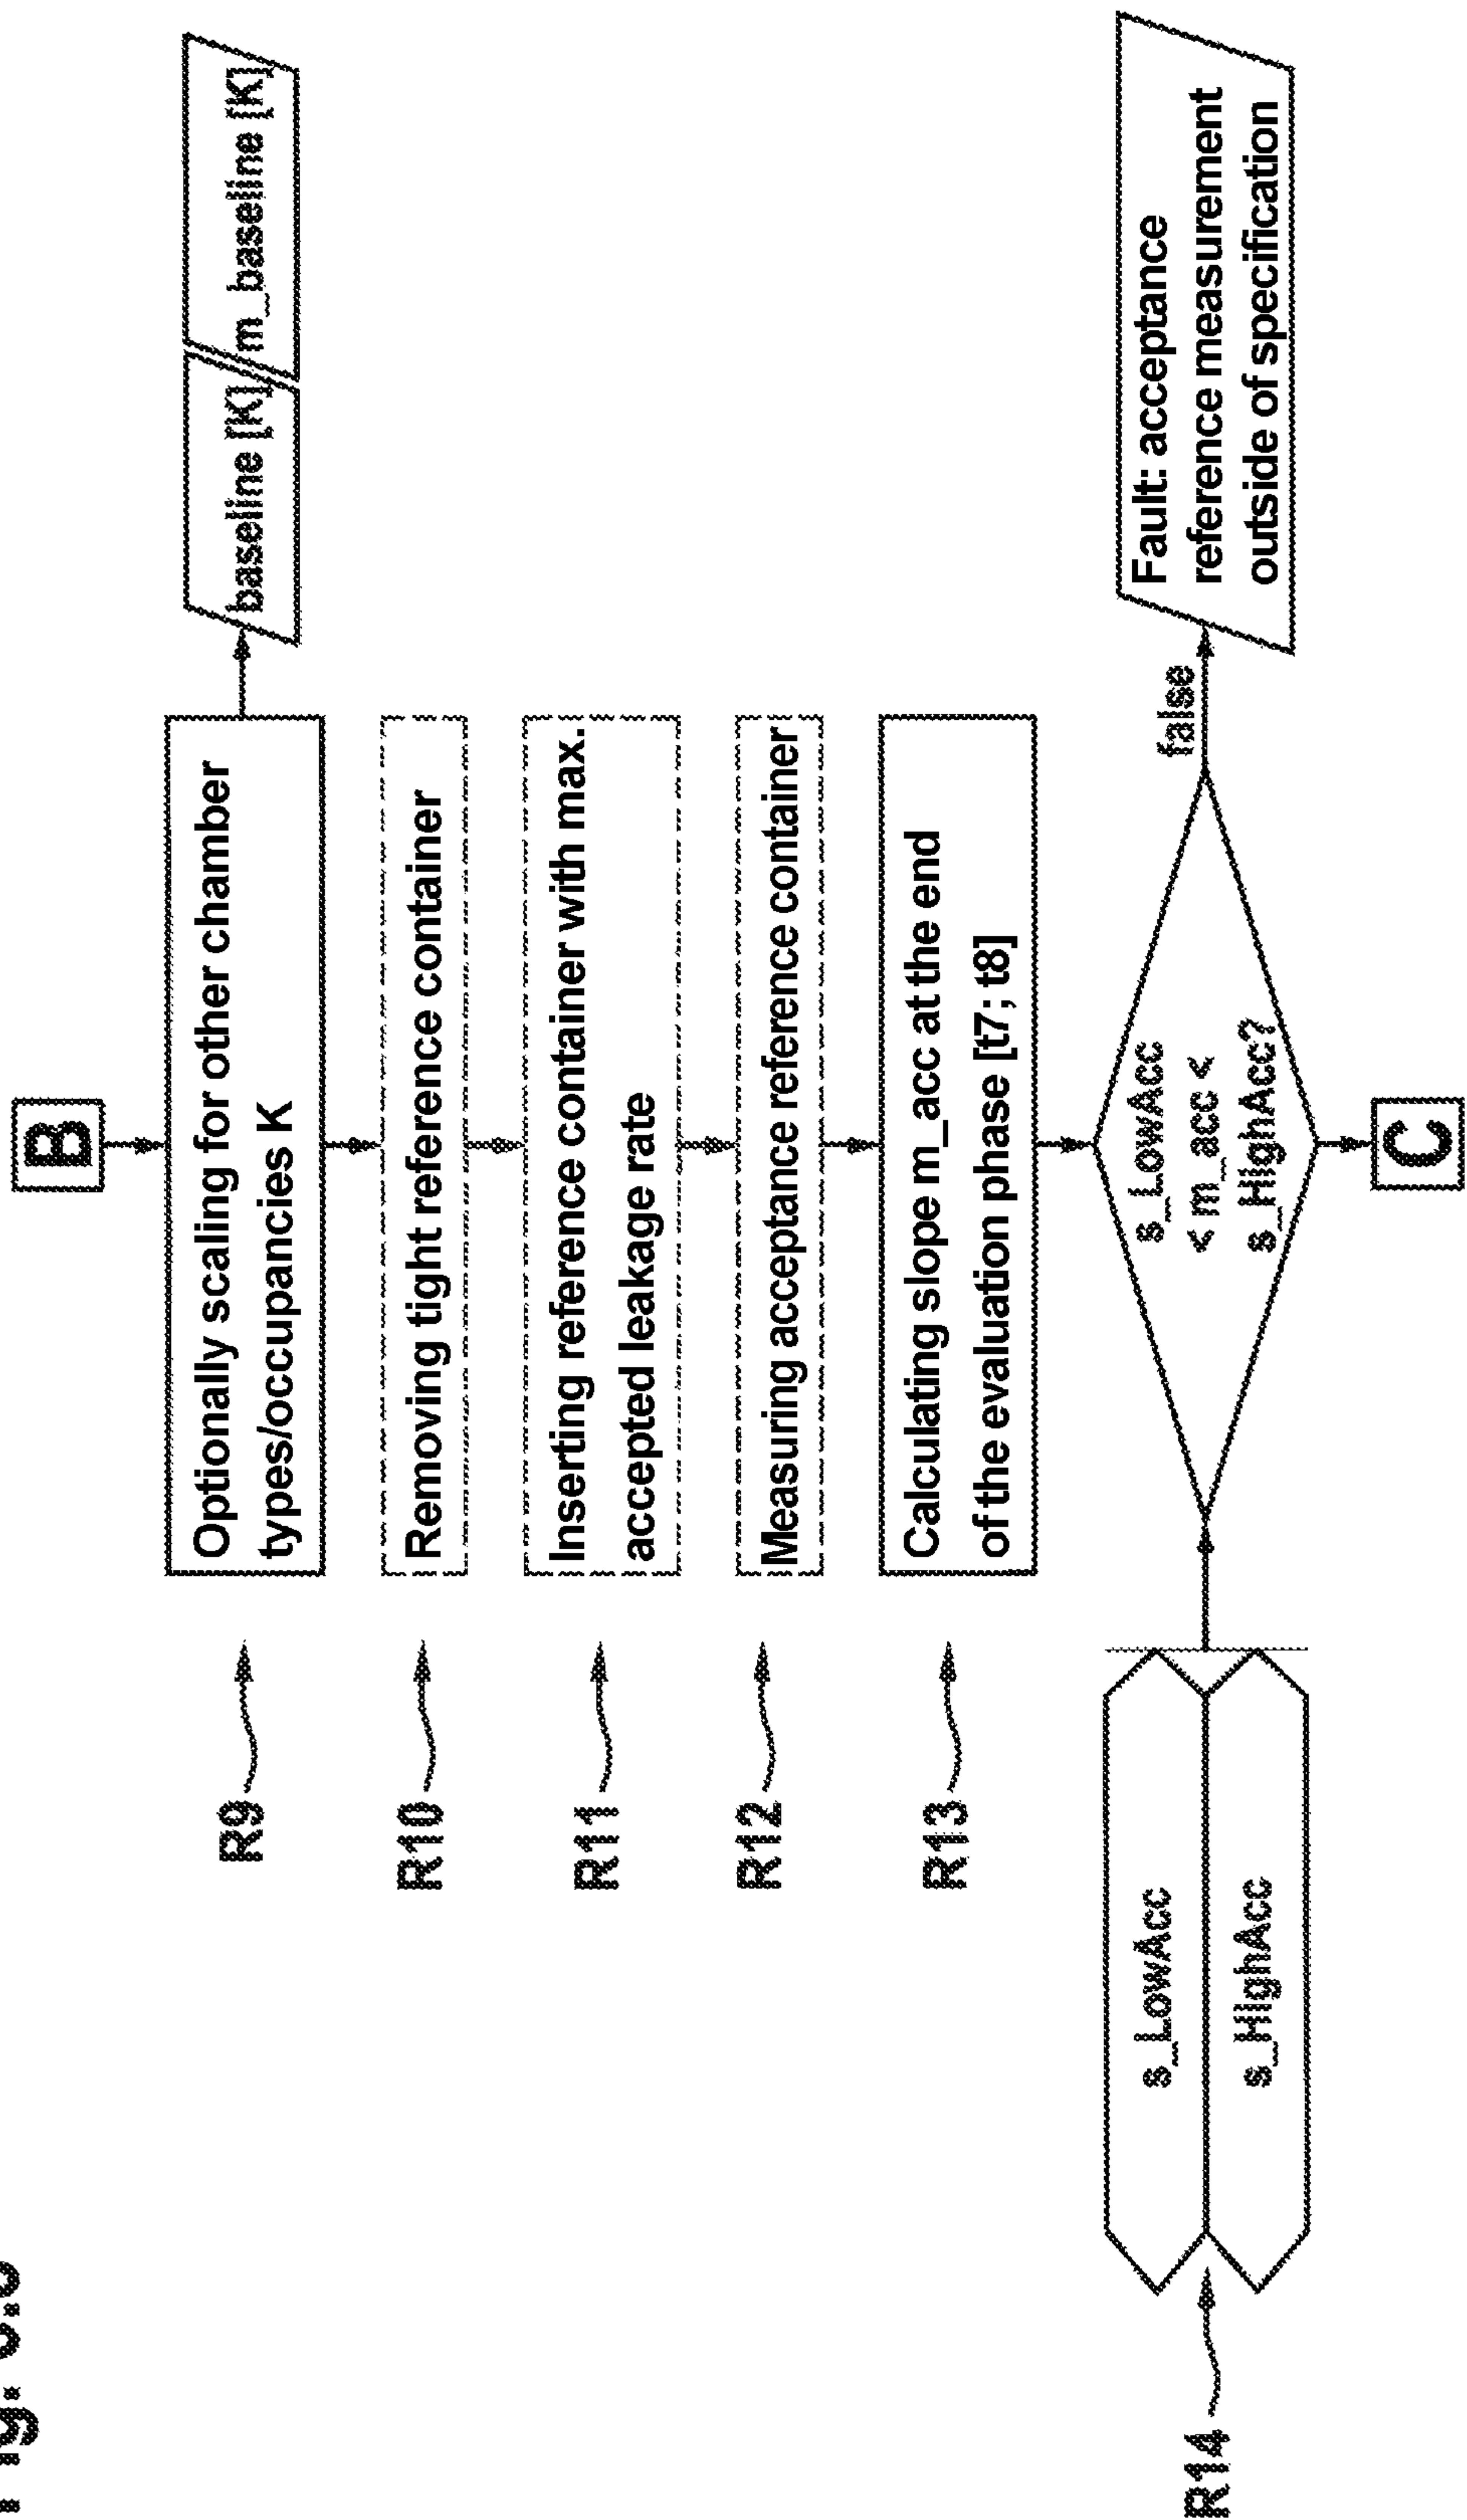 B
R9
Optionally scaling for other chamber
types/occupancies K
baseline [K]
m_baseline [K]
R10
Removing tight reference container
R11
Inserting reference container with max.
accepted leakage rate
R12
Measuring acceptance reference container
R13
Calculating slope m_acc at the end
of the evaluation phase [t7; t8]
R14
s_LowAcc
s_HighAcc
s_LowAcc
< m_acc <
s_HighAcc?
false
Fault: acceptance
reference measurement
outside of specification
C